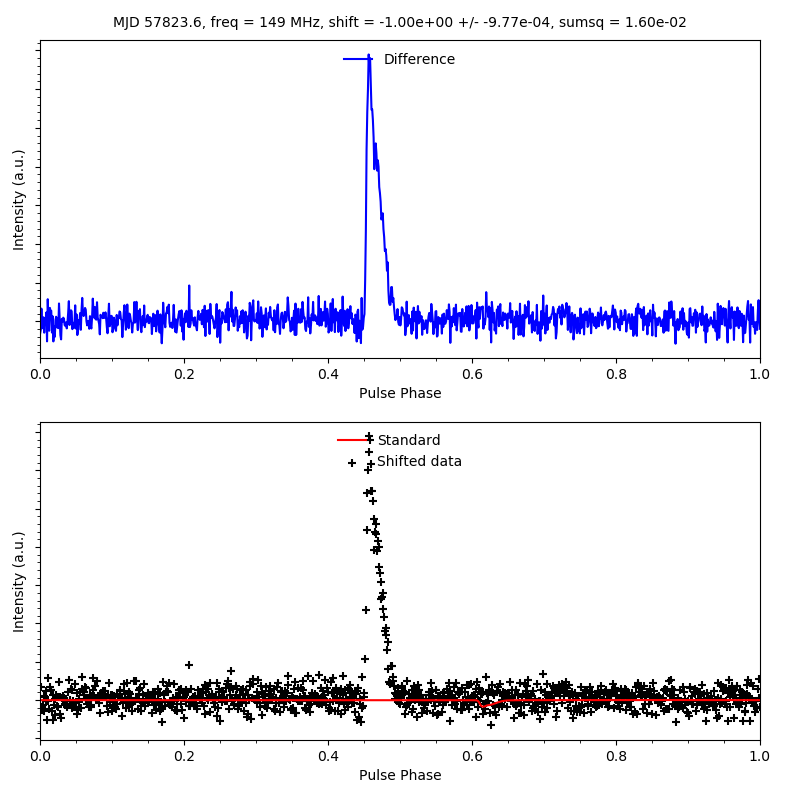 MJD 57823.6, freq = 149 MHz, shift = -1.00e+00 +/- -9.77e-04, sumsq = 1.60e-02
Difference
Intensity (a.u.)
0.0 0.2 0.4 0.6 0.8 1.0
Pulse Phase
Standard
Shifted data
Intensity (a.u.)
0.0 0.2 0.4 0.6 0.8 1.0
Pulse Phase